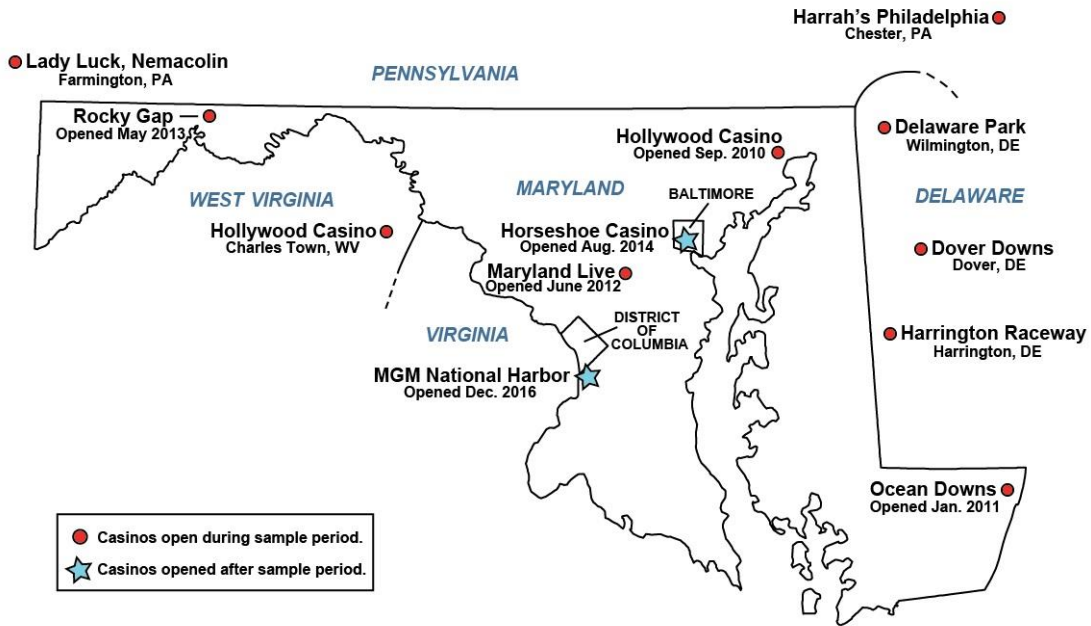 Harrah's Philadelphia
Chester, PA
Lady Luck, Nemacolin
Farmington, PA
PENNSYLVANIA
Rocky Gap
Opened May 2013
Delaware Park
Wilmington, DE
Hollywood Casino
Opened Sep. 2010
WEST VIRGINIA
MARYLAND
BALTIMORE
DELAWARE
Hollywood Casino
Charles Town, WV
Horseshoe Casino
Opened Aug. 2014
Dover Downs
Dover, DE
Maryland Live
Opened June 2012
DISTRICT
OF
COLUMBIA
VIRGINIA
Harrington Raceway
Harrington, DE
MGM National Harbor
Opened Dec. 2016
Ocean Downs
Opened Jan. 2011
Casinos open during sample period.
Casinos opened after sample period.